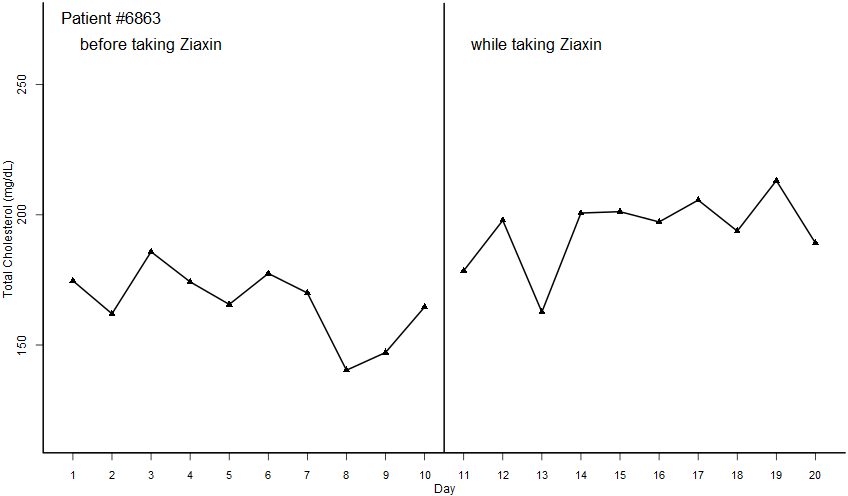 Patient #6863
before taking Ziaxin
while taking Ziaxin
Total Cholesterol (mg/dL)
250
200
150
1 2 3 4 5 6 7 8 9 10 11 12 13 14 15 16 17 18 19 20
Day